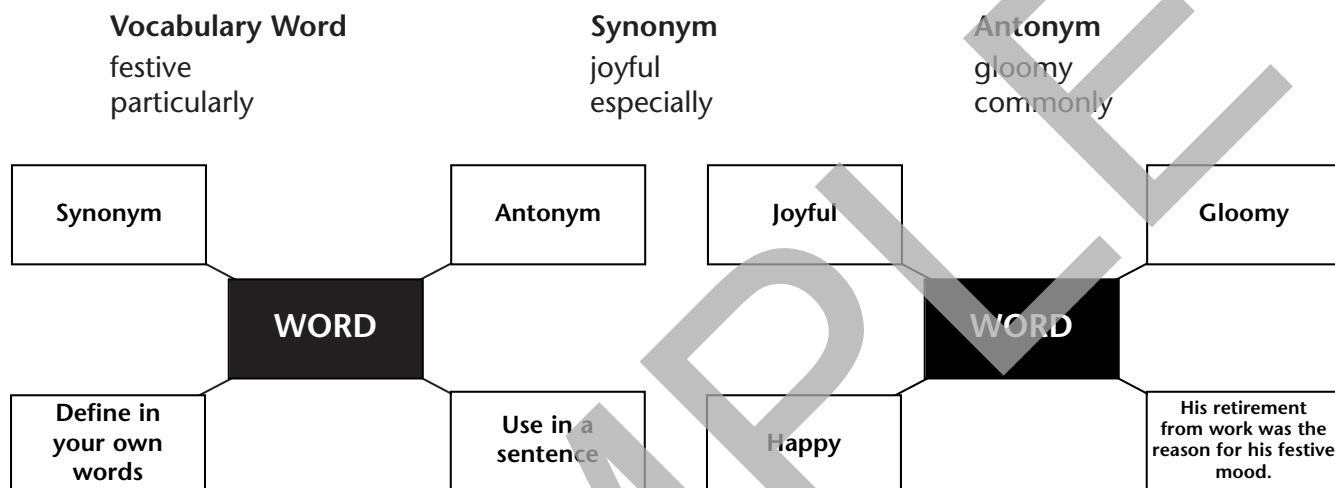 Vocabulary Word Synonym Antonym
festive joyful gloomy
particularly especially commonly
Synonym Antonym Joyful Gloomy
WORD WORD
Define in
your own
words
Use in a
sentence
Happy
His retirement
from work was the
reason for his festive
mood.
MPLE